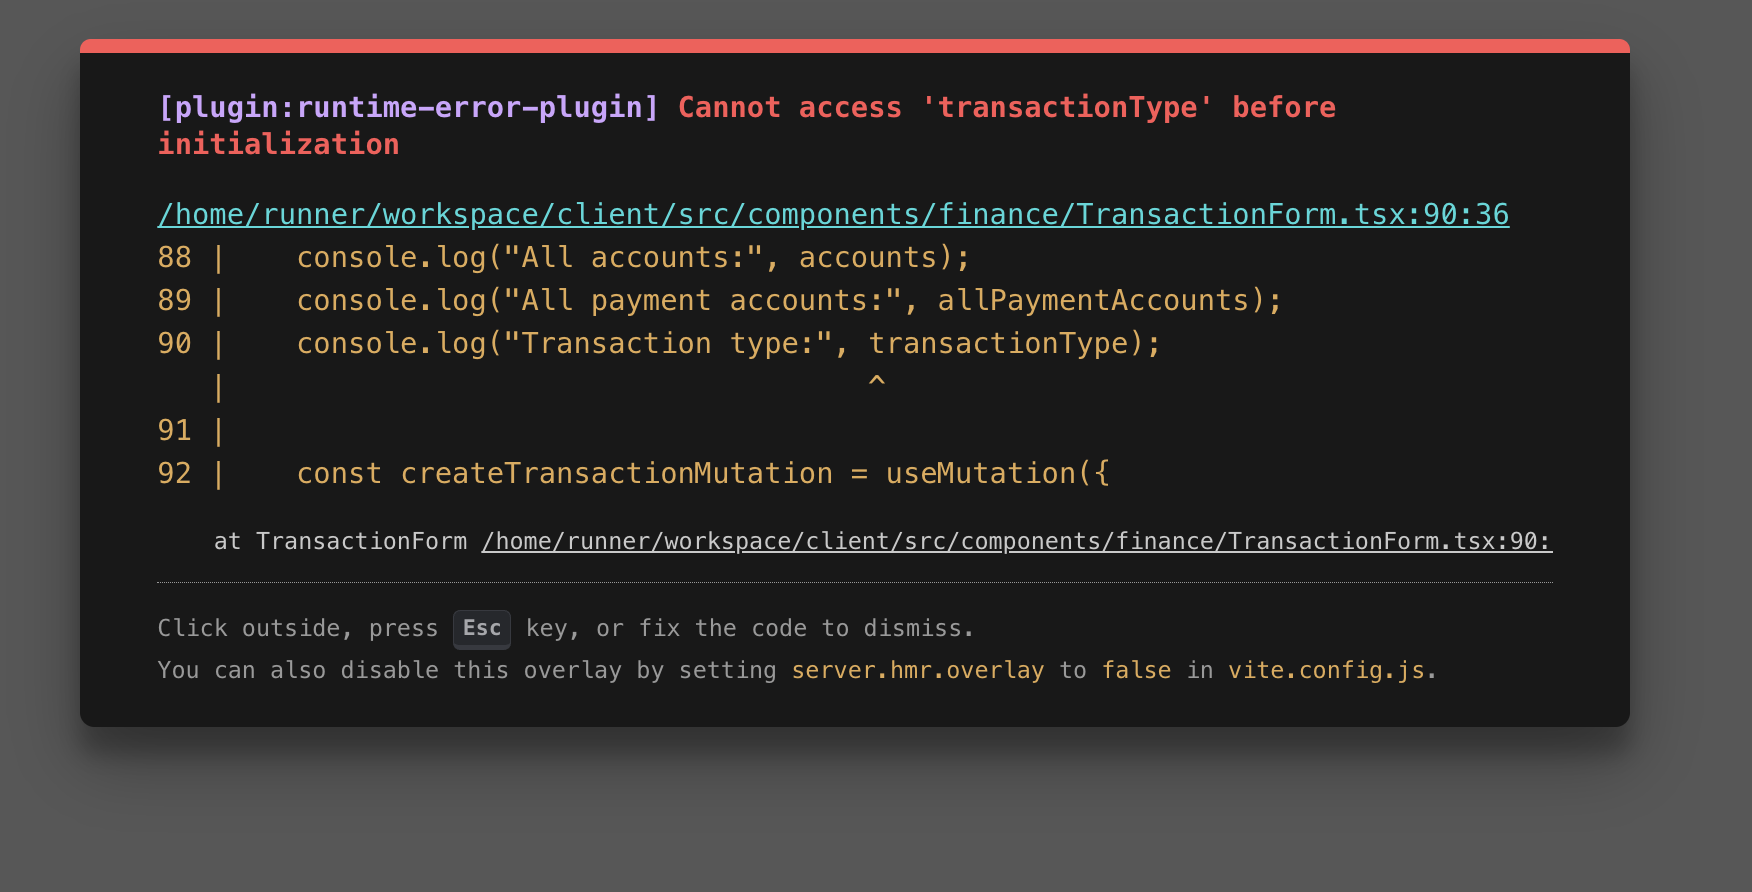 [plugin:runtime-error-plugin] Cannot access 'transactionType' before
initialization
/home/runner/workspace/client/src/components/finance/TransactionForm.tsx:90:36
88 |    console.log("All accounts:", accounts);
89 |    console.log("All payment accounts:", allPaymentAccounts);
90 |    console.log("Transaction type:", transactionType);
   |                                     ^
91 |
92 |    const createTransactionMutation = useMutation({
at TransactionForm /home/runner/workspace/client/src/components/finance/TransactionForm.tsx:90:
Click outside, press Esc key, or fix the code to dismiss.
You can also disable this overlay by setting server.hmr.overlay to false in vite.config.js.